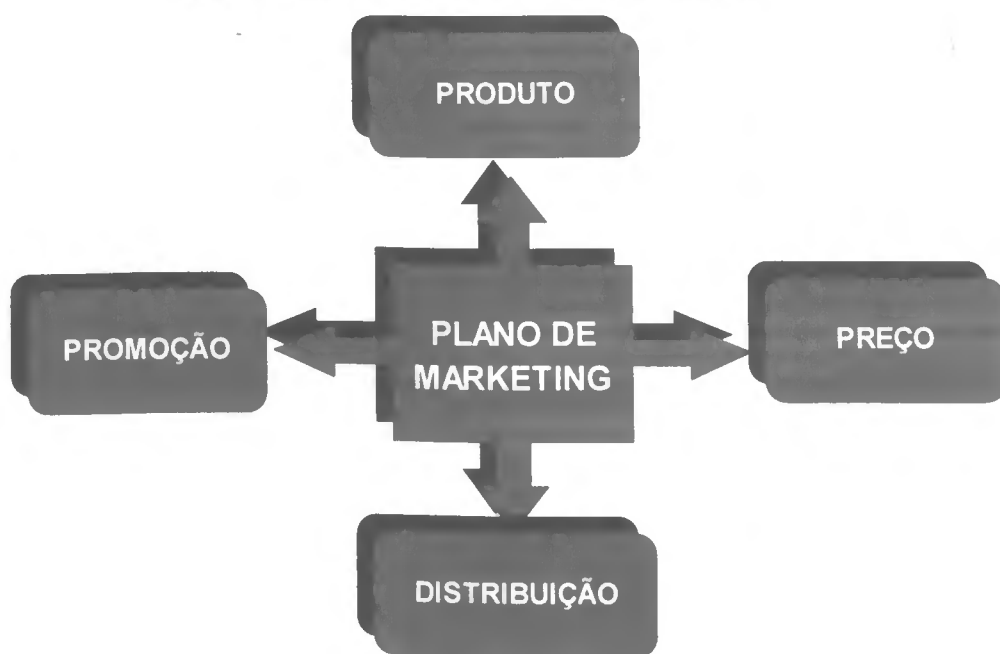 PRODUTO
PROMOÇÃO
PLANO DE
MARKETING
PREÇO
DISTRIBUIÇÃO